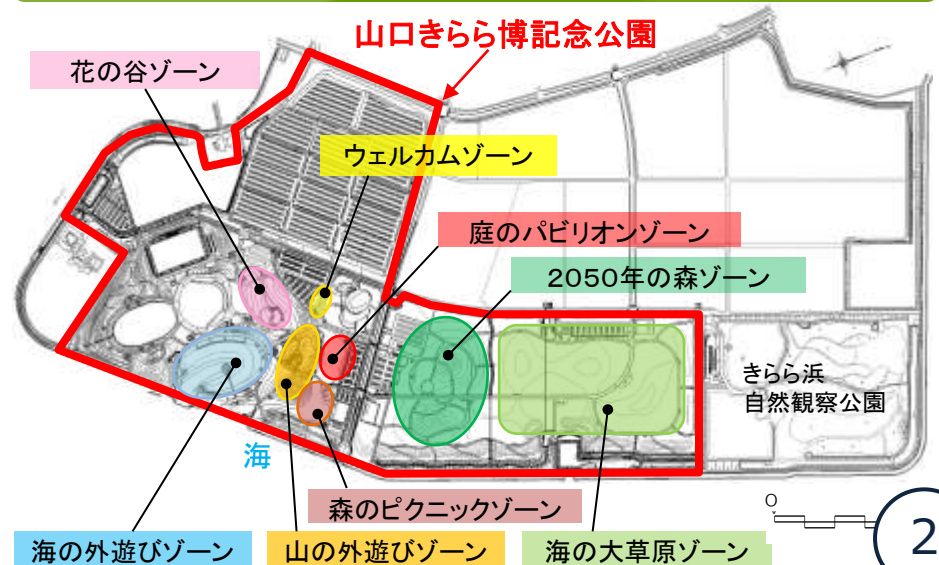 山口きらら博記念公園
花の谷ゾーン
ウェルカムゾーン
庭のパビリオンゾーン
2050年の森ゾーン
きらら浜
自然観察公園
海
森のピクニックゾーン
海の外遊びゾーン
山の外遊びゾーン
海の大草原ゾーン
0
2